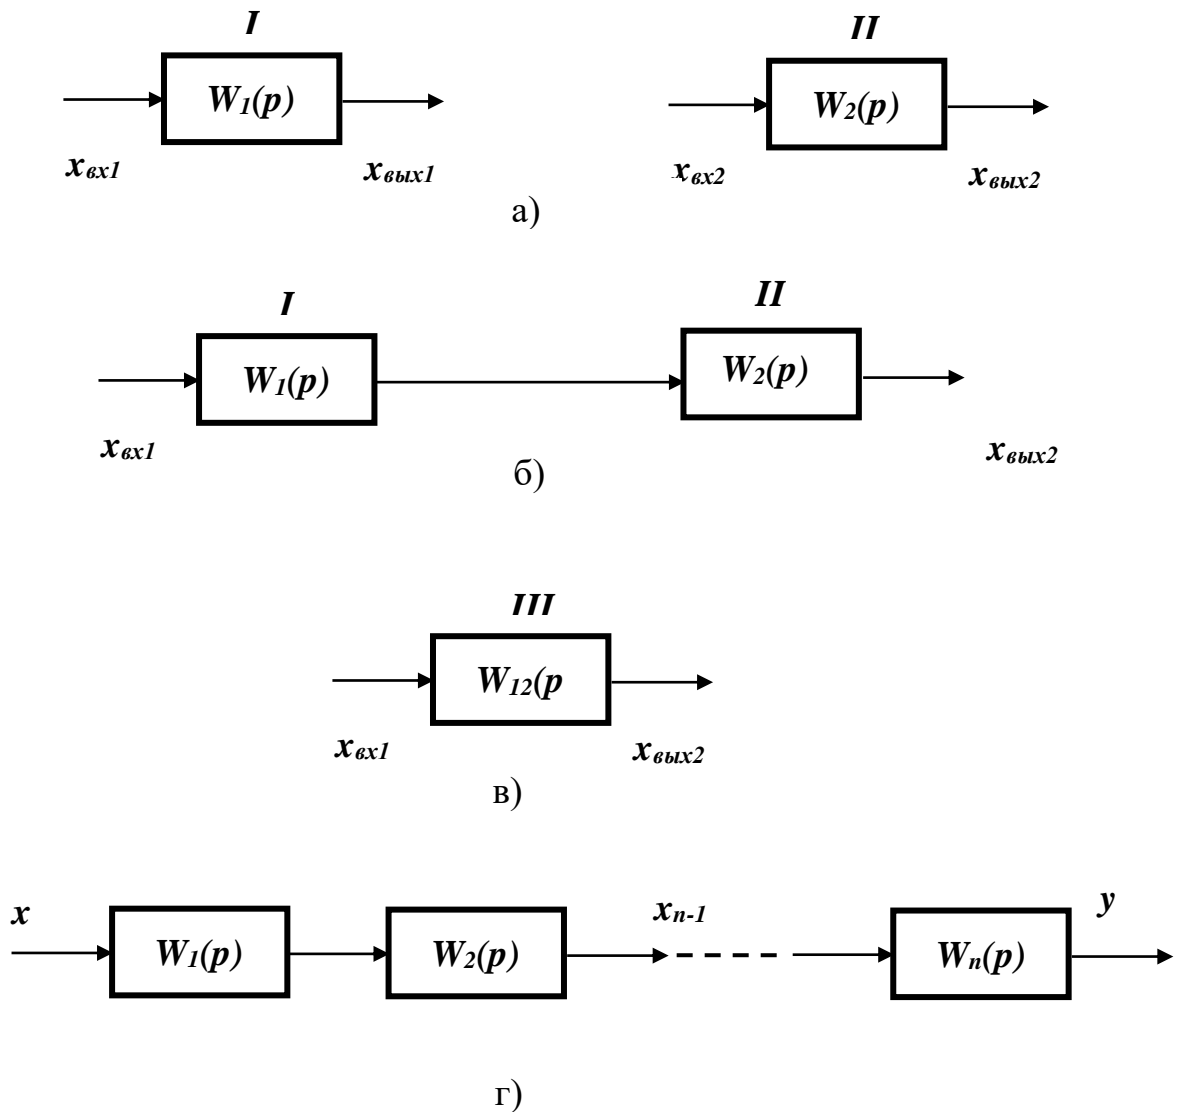 I II
W1(p) W2(p)
xвх1 xвых1 xвх2 xвых2
а)
I II
W1(p) W2(p)
xвх1 xвых2
б)
III
W12(p
xвх1 xвых2
в)
x xn-1 y
W1(p) W2(p) Wn(p)
г)